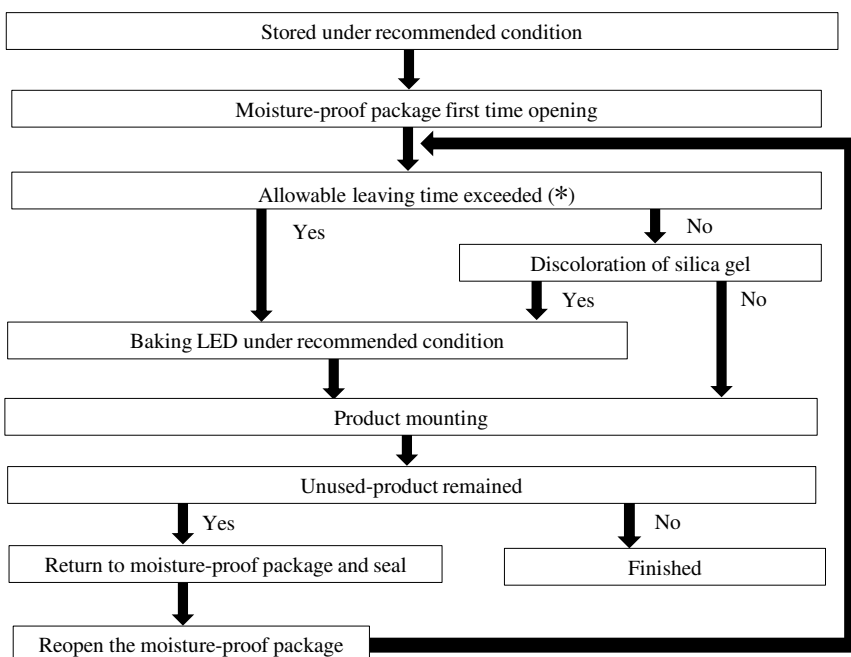 Stored under recommended condition
Moisture-proof package first time opening
Allowable leaving time exceeded (*)
Yes
No
Discoloration of silica gel
Yes
No
Baking LED under recommended condition
Product mounting
Unused-product remained
Yes
No
Return to moisture-proof package and seal
Finished
Reopen the moisture-proof package